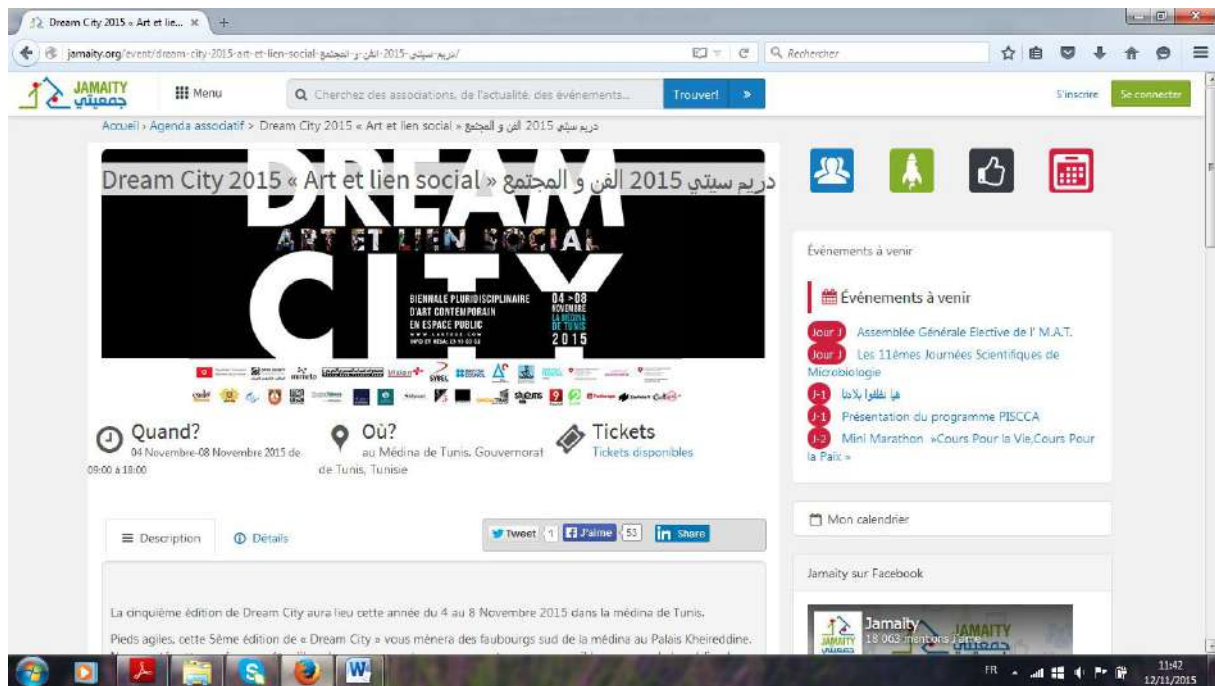 Dream City 2015 « Art et lie...
jamaity.org/event/dream-city-2015-art-et-lien-social-دريم-سيتي-2015-الفن-و-المجتمع/
Rechercher
JAMAITY
جمعيتي
Menu
Cherchez des associations, de l'actualité, des événements...
Trouver!
S'inscrire
Se connecter
Accueil › Agenda associatif > Dream City 2015 « Art et lien social » دريم سيتي 2015 الفن و المجتمع
Dream City 2015 « Art et lien social » دريم سيتي 2015 الفن و المجتمع
DREAM
ART ET LIEN SOCIAL
CITY
BIENNALE PLURIDISCIPLINAIRE
D'ART CONTEMPORAIN
EN ESPACE PUBLIC
04 >08
NOVEMBRE
LA MÉDINA
DE TUNIS
2015
Quand?
04 Novembre-08 Novembre 2015 de
09:00 à 18:00
Où?
au Médina de Tunis. Gouvernorat
de Tunis, Tunisie
Tickets
Tickets disponibles
Description
Détails
Tweet
1
J'aime
53
in Share
La cinquième édition de Dream City aura lieu cette année du 4 au 8 Novembre 2015 dans la médina de Tunis.
Pieds agiles, cette 5ème édition de « Dream City » vous mènera des faubourgs sud de la médina au Palais Kheireddine.
Événements à venir
Événements à venir
Jour J Assemblée Générale Elective de l' M.A.T.
Jour J Les 11èmes Journées Scientifiques de
Microbiologie
J-1 هيا نظفوا بلادنا
J-1 Présentation du programme PISCCA
J-2 Mini Marathon »Cours Pour la Vie,Cours Pour
la Paix »
Mon calendrier
Jamaity sur Facebook
Jamaity
18 063 mentions J'aime
JAMAITY
FR
11:42
12/11/2015